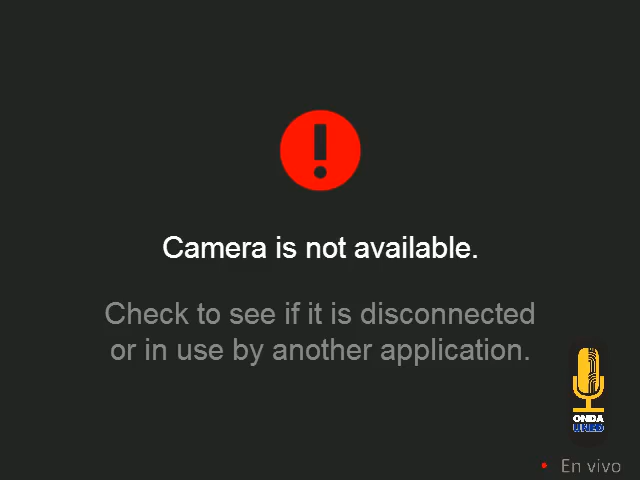 Camera is not available.
Check to see if it is disconnected
or in use by another application.
ONDA
UNED
• En vivo